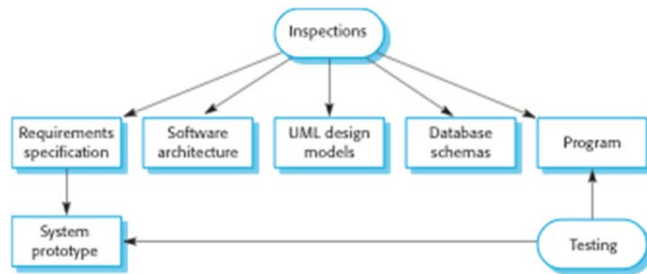 Inspections
Requirements
specification
Software
architecture
UML design
models
Database
schemas
Program
System
prototype
Testing